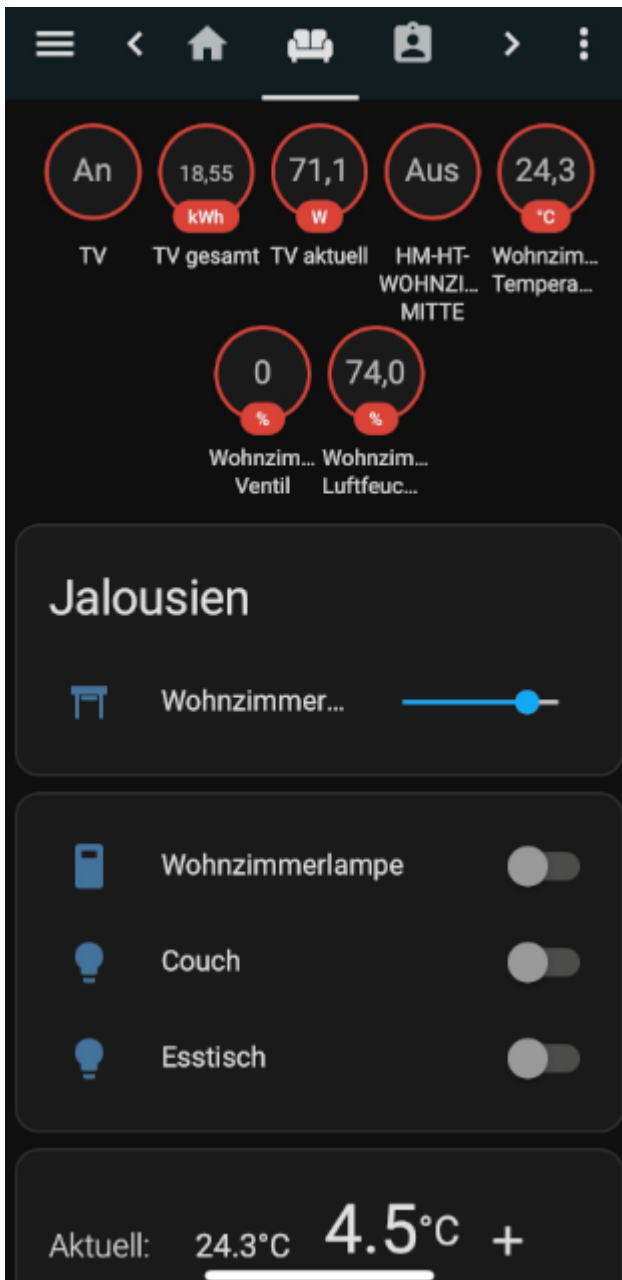 An
18,55
71,1
Aus
24,3
kWh
W
°C
TV
TV gesamt
TV aktuell
HM-HT-
WOHNZI...
MITTE
Wohnzim...
Tempera...
0
74,0
%
%
Wohnzim...
Ventil
Wohnzim...
Luftfeuc...
Jalousien
Wohnzimmer...
Wohnzimmerlampe
Couch
Esstisch
Aktuell: 24.3°C 4.5°C +